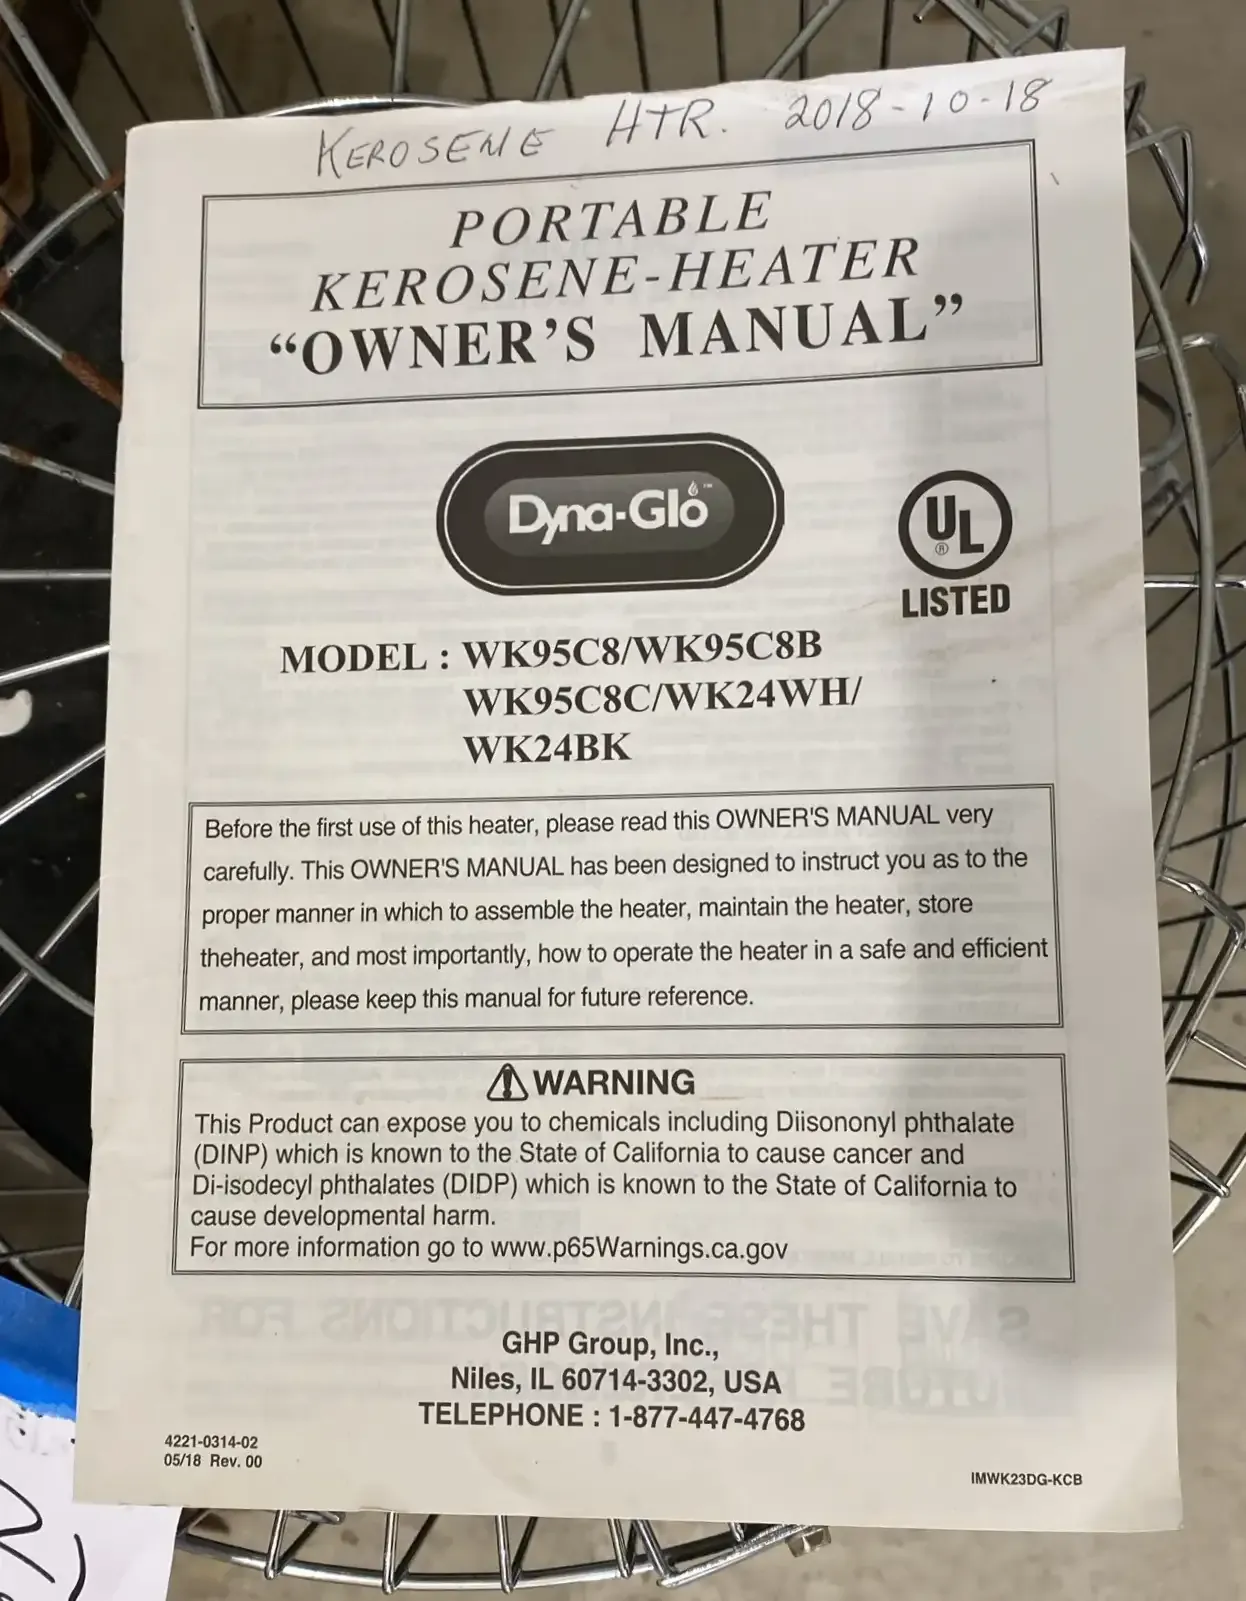 KEROSENE HTR. 2018-10-18
PORTABLE
KEROSENE-HEATER
“OWNER’S MANUAL”
Dyna-Glo™
UL
®
LISTED
MODEL : WK95C8/WK95C8B
WK95C8C/WK24WH/
WK24BK
Before the first use of this heater, please read this OWNER'S MANUAL very
carefully. This OWNER'S MANUAL has been designed to instruct you as to the
proper manner in which to assemble the heater, maintain the heater, store
theheater, and most importantly, how to operate the heater in a safe and efficient
manner, please keep this manual for future reference.
WARNING
This Product can expose you to chemicals including Diisononyl phthalate
(DINP) which is known to the State of California to cause cancer and
Di-isodecyl phthalates (DIDP) which is known to the State of California to
cause developmental harm.
For more information go to www.p65Warnings.ca.gov
GHP Group, Inc.,
Niles, IL 60714-3302, USA
TELEPHONE : 1-877-447-4768
4221-0314-02
05/18 Rev. 00
IMWK23DG-KCB